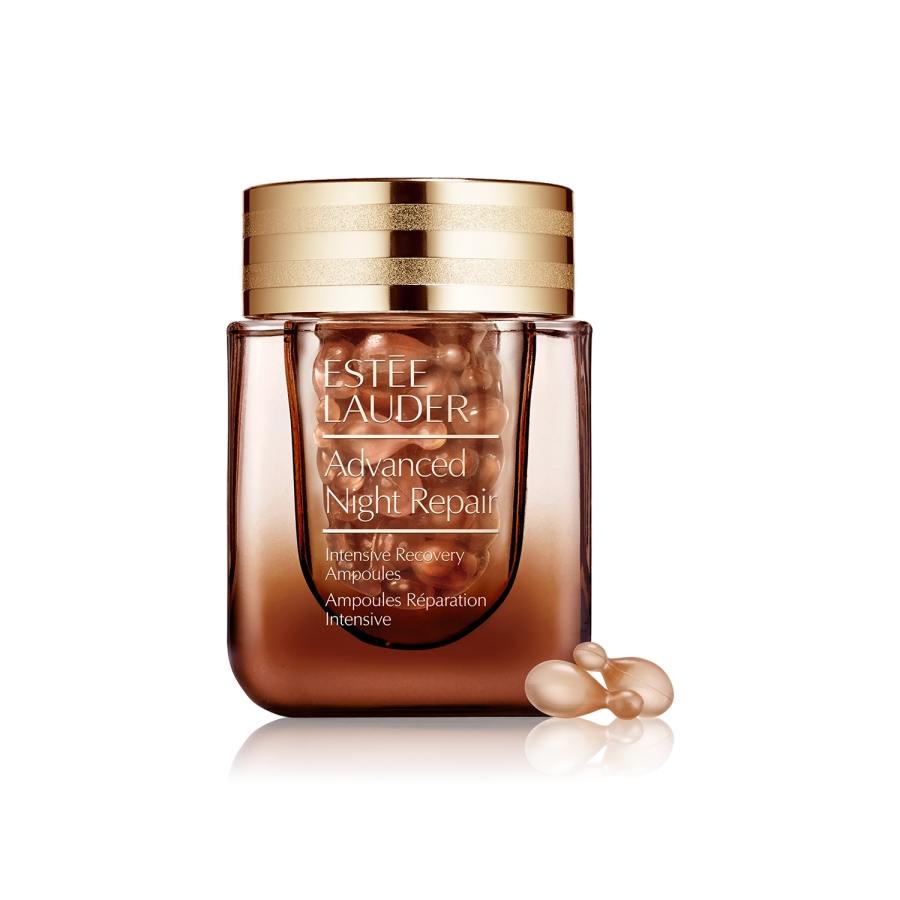 ESTĒE
LAUDER
Advanced
Night Repair
Intensive Recovery
Ampoules
Ampoules Réparation
Intensive